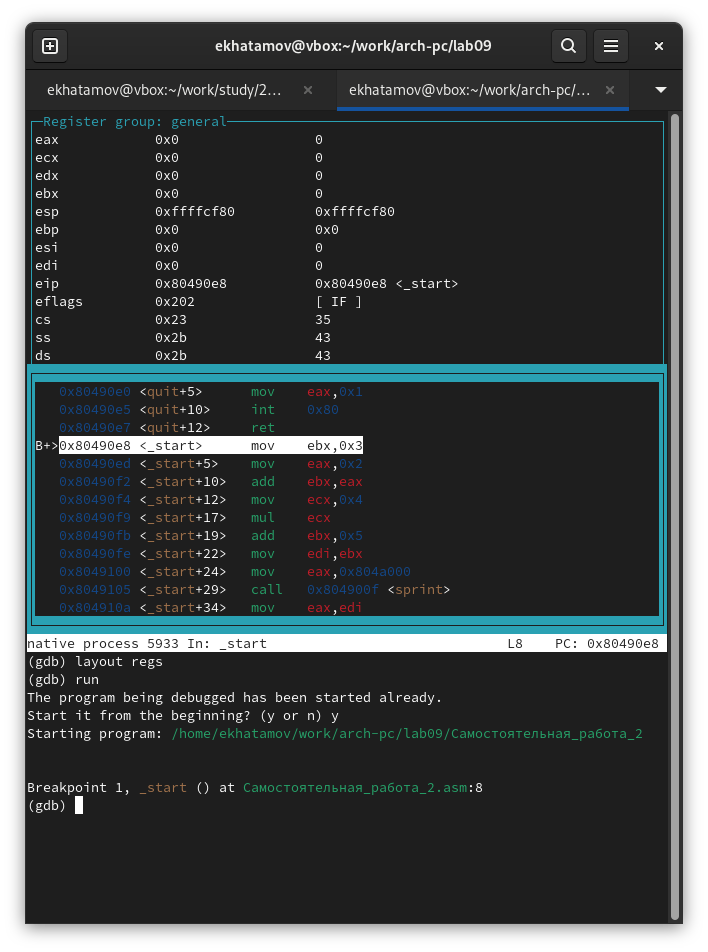 ekhatamov@vbox:~/work/arch-pc/lab09
ekhatamov@vbox:~/work/study/2... × ekhatamov@vbox:~/work/arch-pc/... ×
Register group: general
eax 0x0 0
ecx 0x0 0
edx 0x0 0
ebx 0x0 0
esp 0xffffcf80 0xffffcf80
ebp 0x0 0x0
esi 0x0 0
edi 0x0 0
eip 0x80490e8 0x80490e8 <_start>
eflags 0x202 [ IF ]
cs 0x23 35
ss 0x2b 43
ds 0x2b 43
0x80490e0 <quit+5> mov eax,0x1
0x80490e5 <quit+10> int 0x80
0x80490e7 <quit+12> ret
B+>0x80490e8 <_start> mov ebx,0x3
0x80490ed <_start+5> mov eax,0x2
0x80490f2 <_start+10> add ebx,eax
0x80490f4 <_start+12> mov ecx,0x4
0x80490f9 <_start+17> mul ecx
0x80490fb <_start+19> add ebx,0x5
0x80490fe <_start+22> mov edi,ebx
0x8049100 <_start+24> mov eax,0x804a000
0x8049105 <_start+29> call 0x804900f <sprint>
0x804910a <_start+34> mov eax,edi
native process 5933 In: _start L8 PC: 0x80490e8
(gdb) layout regs
(gdb) run
The program being debugged has been started already.
Start it from the beginning? (y or n) y
Starting program: /home/ekhatamov/work/arch-pc/lab09/Самостоятельная_работа_2
Breakpoint 1, _start () at Самостоятельная_работа_2.asm:8
(gdb)